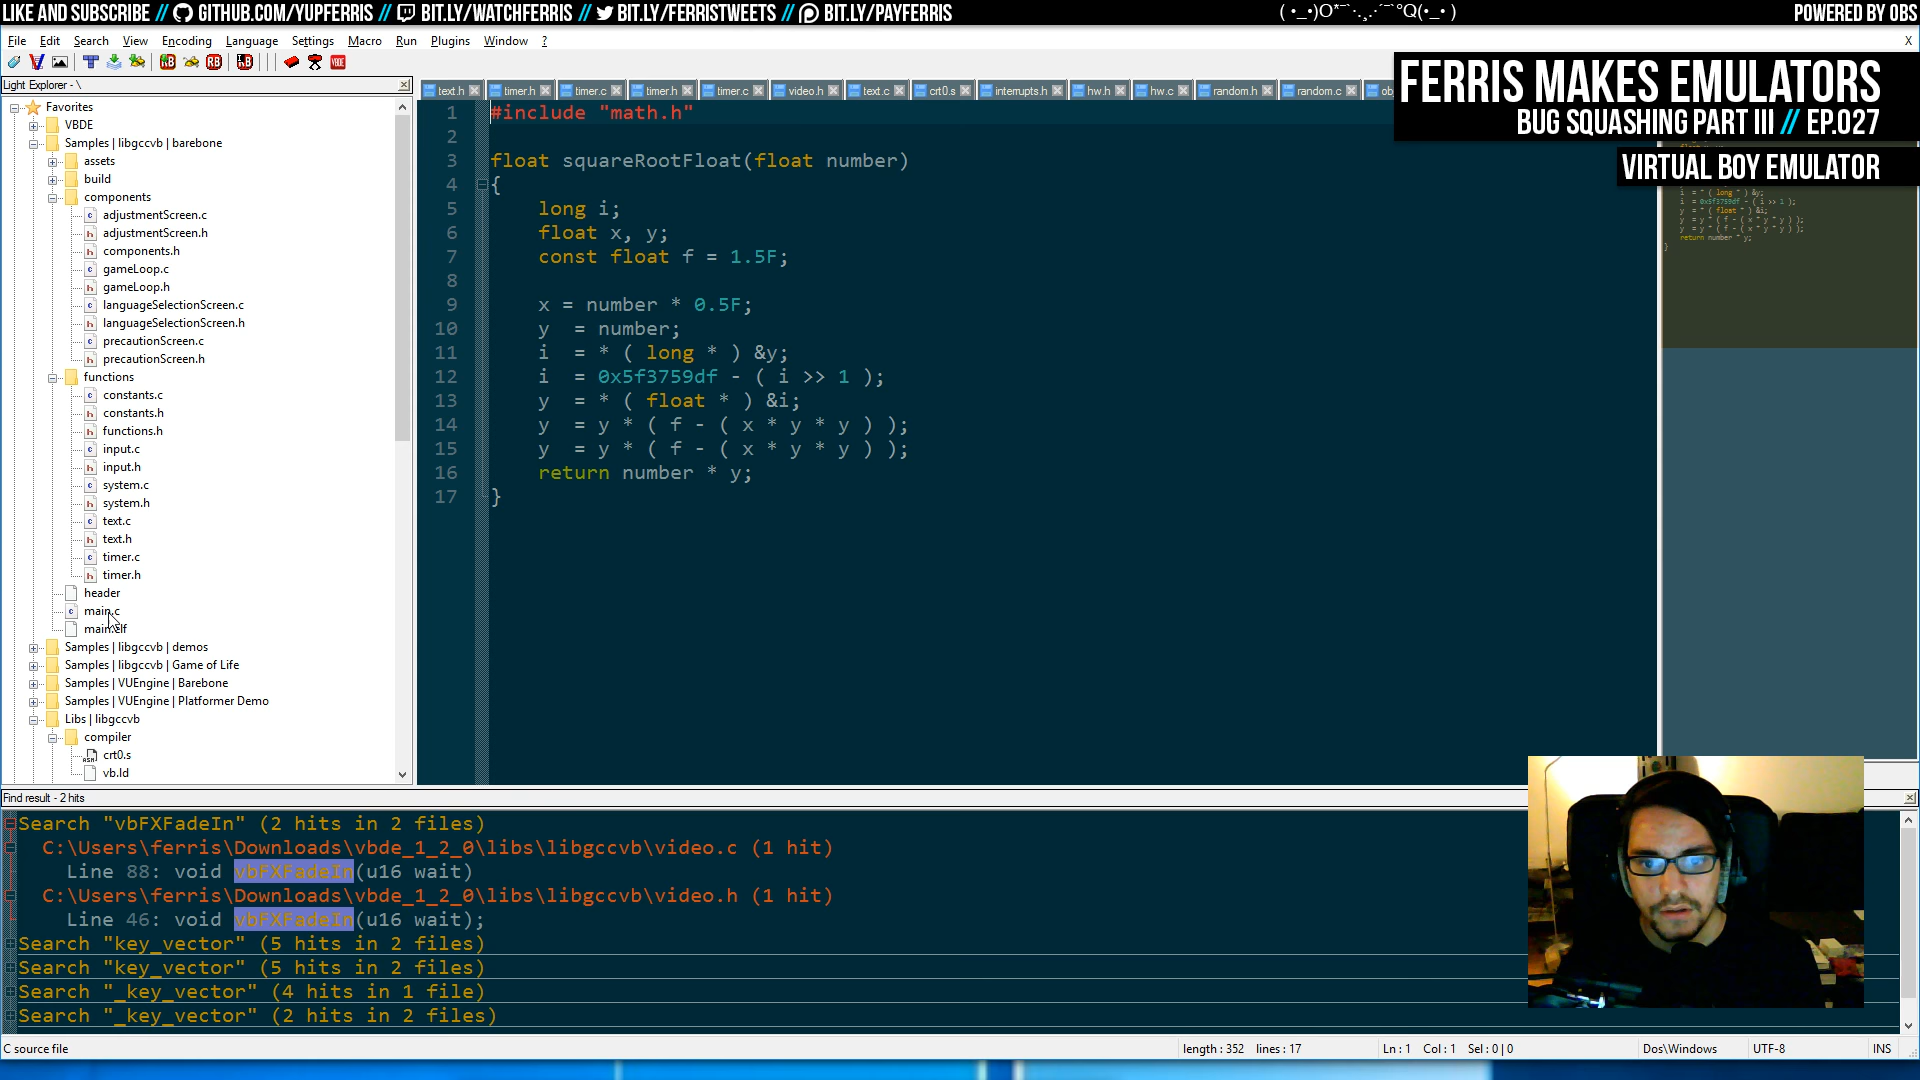 LIKE AND SUBSCRIBE // GITHUB.COM/YUPFERRIS // BIT.LY/WATCHFERRIS // BIT.LY/FERRISTWEETS // BIT.LY/PAYFERRIS
POWERED BY OBS
File Edit Search View Encoding Language Settings Macro Run Plugins Window ? X
Light Explorer - \
text.h timer.h timer.c timer.h timer.c video.h text.c crt0.s interrupts.h hw.h hw.c random.h random.c
FERRIS MAKES EMULATORS
BUG SQUASHING PART III // EP.027
VIRTUAL BOY EMULATOR
Favorites
VBDE
Samples | libgccvb | barebone
assets
build
components
adjustmentScreen.c
adjustmentScreen.h
components.h
gameLoop.c
gameLoop.h
languageSelectionScreen.c
languageSelectionScreen.h
precautionScreen.c
precautionScreen.h
functions
constants.c
constants.h
functions.h
input.c
input.h
system.c
system.h
text.c
text.h
timer.c
timer.h
header
main.c
main.elf
Samples | libgccvb | demos
Samples | libgccvb | Game of Life
Samples | VUEngine | Barebone
Samples | VUEngine | Platformer Demo
Libs | libgccvb
compiler
crt0.s
vb.ld
1 #include "math.h"
2
3 float squareRootFloat(float number)
4 {
5 long i;
6 float x, y;
7 const float f = 1.5F;
8
9 x = number * 0.5F;
10 y  = number;
11 i  = * ( long * ) &y;
12 i  = 0x5f3759df - ( i >> 1 );
13 y  = * ( float * ) &i;
14 y  = y * ( f - ( x * y * y ) );
15 y  = y * ( f - ( x * y * y ) );
16 return number * y;
17 }
( long * ) &y;
i = 0x5f3759df - ( i >> 1 );
y = * ( float * ) &i;
y = y * ( f - ( x * y * y ) );
y = y * ( f - ( x * y * y ) );
return number * y;
}
Find result - 2 hits
Search "vbFXFadeIn" (2 hits in 2 files)
C:\Users\ferris\Downloads\vbde_1_2_0\libs\libgccvb\video.c (1 hit)
Line 88: void vbFXFadeIn(u16 wait)
C:\Users\ferris\Downloads\vbde_1_2_0\libs\libgccvb\video.h (1 hit)
Line 46: void vbFXFadeIn(u16 wait);
Search "key_vector" (5 hits in 2 files)
Search "key_vector" (5 hits in 2 files)
Search "_key_vector" (4 hits in 1 file)
Search "_key_vector" (2 hits in 2 files)
C source file
length : 352 lines : 17
Ln : 1 Col : 1 Sel : 0 | 0
Dos\Windows
UTF-8
INS